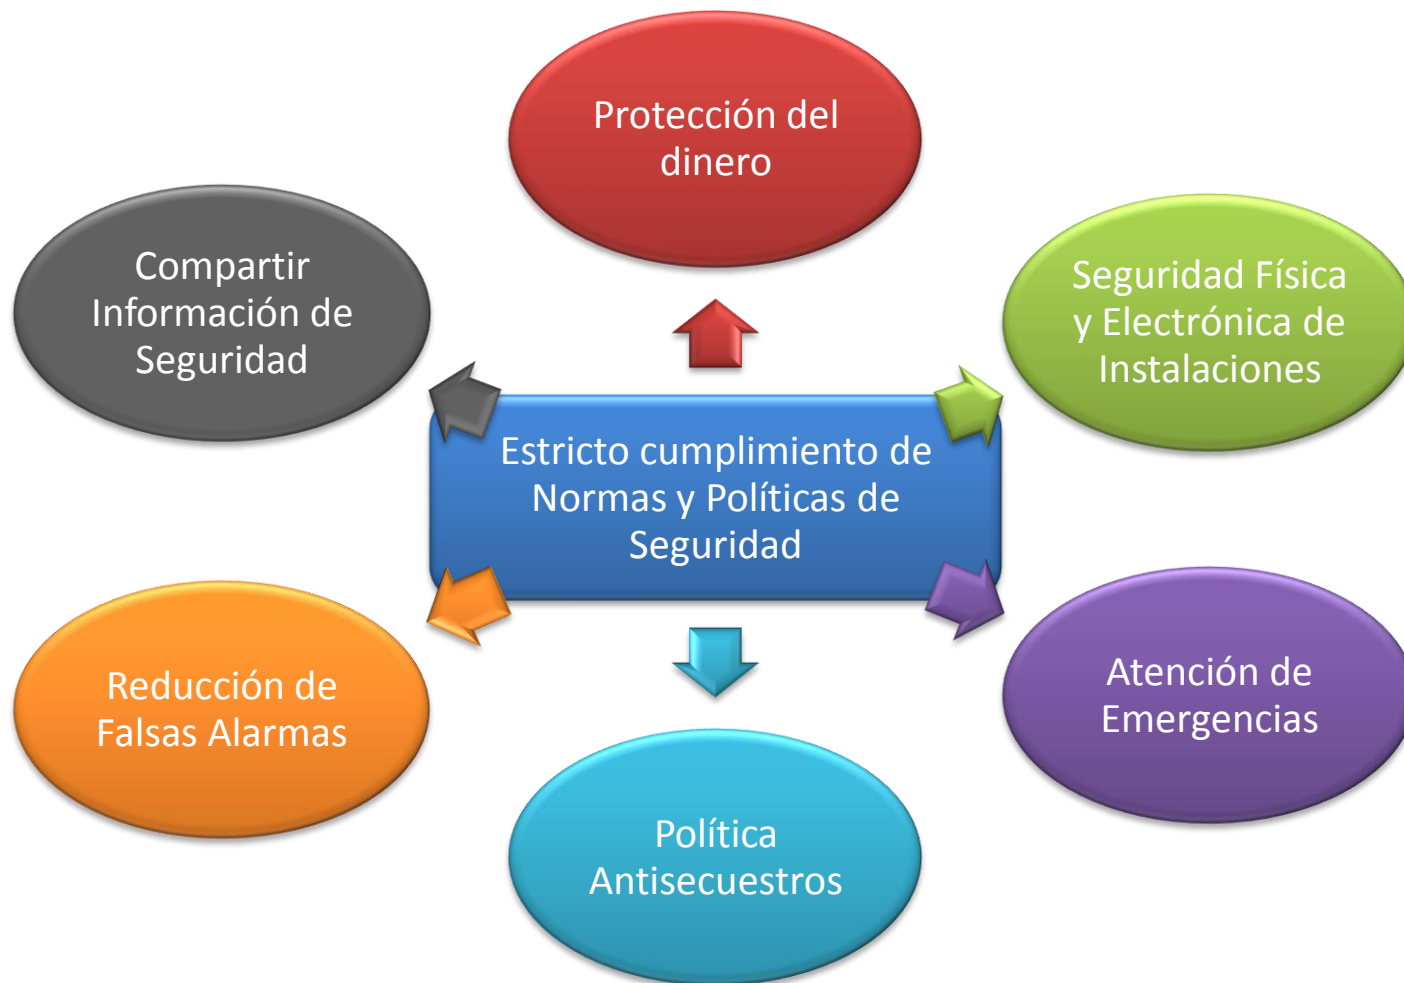 Protección del
dinero
Compartir
Información de
Seguridad
Seguridad Física
y Electrónica de
Instalaciones
Estricto cumplimiento de
Normas y Políticas de
Seguridad
Reducción de
Falsas Alarmas
Atención de
Emergencias
Política
Antisecuestros